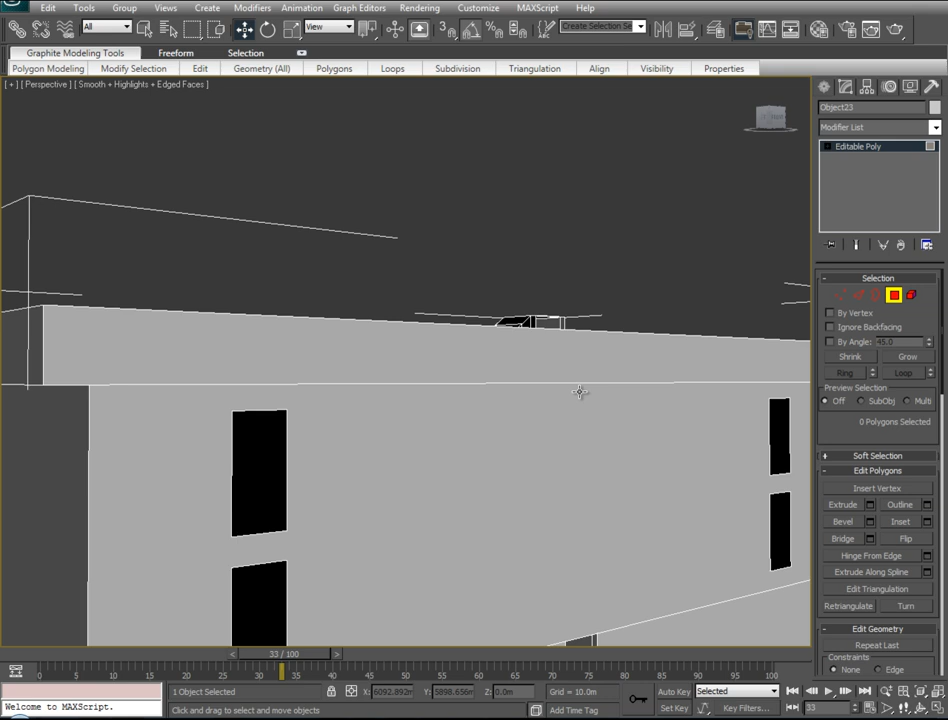 Edit Tools Group Views Create Modifiers Animation Graph Editors Rendering Customize MAXScript Help
All View 3 Create Selection Se
Graphite Modeling Tools Freeform Selection
Polygon Modeling Modify Selection Edit Geometry (All) Polygons Loops Subdivision Triangulation Align Visibility Properties
[ + ] [ Perspective ] [ Smooth + Highlights + Edged Faces ]
Object23
Modifier List
Editable Poly
- Selection
By Vertex
Ignore Backfacing
By Angle: 45.0
Shrink Grow
Ring Loop
Preview Selection
Off SubObj Multi
0 Polygons Selected
+ Soft Selection
- Edit Polygons
Insert Vertex
Extrude Outline
Bevel Inset
Bridge Flip
Hinge From Edge
Extrude Along Spline
Edit Triangulation
Retriangulate Turn
- Edit Geometry
Repeat Last
Constraints
None Edge
< 33 / 100 >
0 5 10 15 20 25 30 35 40 45 50 55 60 65 70 75 80 85 90 95 100
1 Object Selected X: 6092.892m Y: 5898.656m Z: 0.0m Grid = 10.0m Auto Key Selected
Welcome to MAXScript. Click and drag to select and move objects Add Time Tag Set Key Key Filters... 33